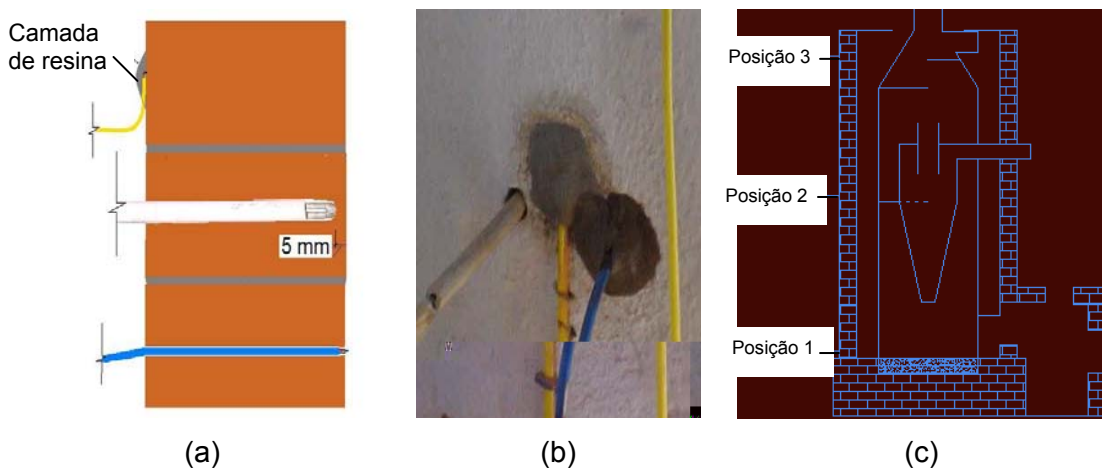 Camada
de resina
5 mm
Posição 3
Posição 2
Posição 1
(a)
(b)
(c)